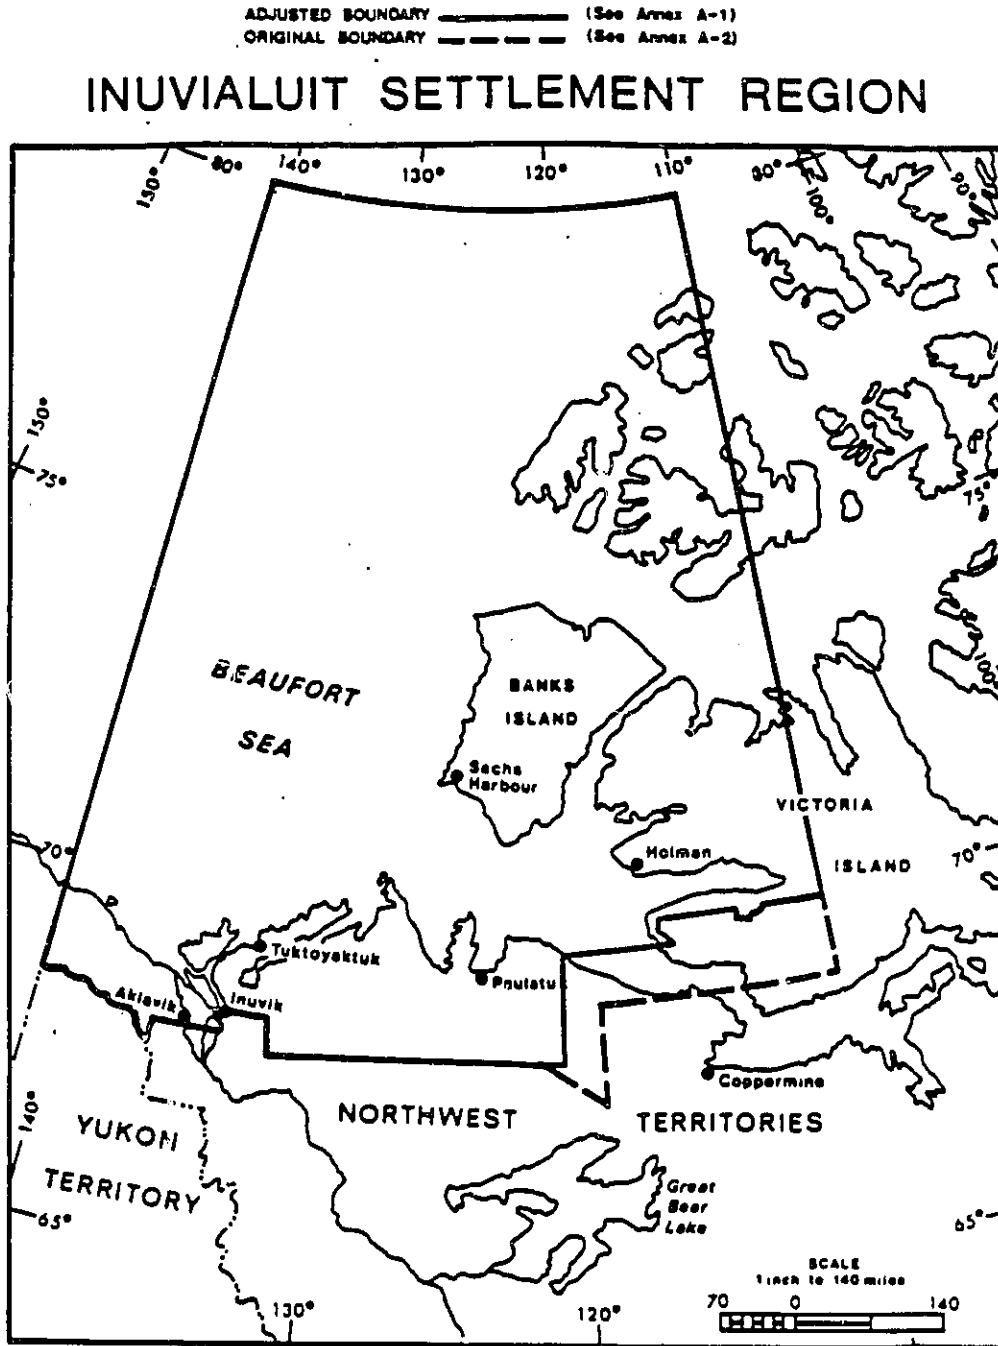 ADJUSTED BOUNDARY (See Annex A-1)
ORIGINAL BOUNDARY (See Annex A-2)
INUVIALUIT SETTLEMENT REGION
150° 80° 140° 130° 120° 110° 80° 100° 90°
150°
75°
75°
BEAUFORT
SEA
BANKS
ISLAND
100°
Sachs
Harbour
VICTORIA
ISLAND
Holman
70°
70°
Tuktoyaktuk
Paulatuk
Aklavik
Inuvik
Coppermine
140°
YUKON
TERRITORY
NORTHWEST TERRITORIES
Great
Bear
Lake
65°
65°
SCALE
1 inch to 140 miles
70 0 140
130°
120°